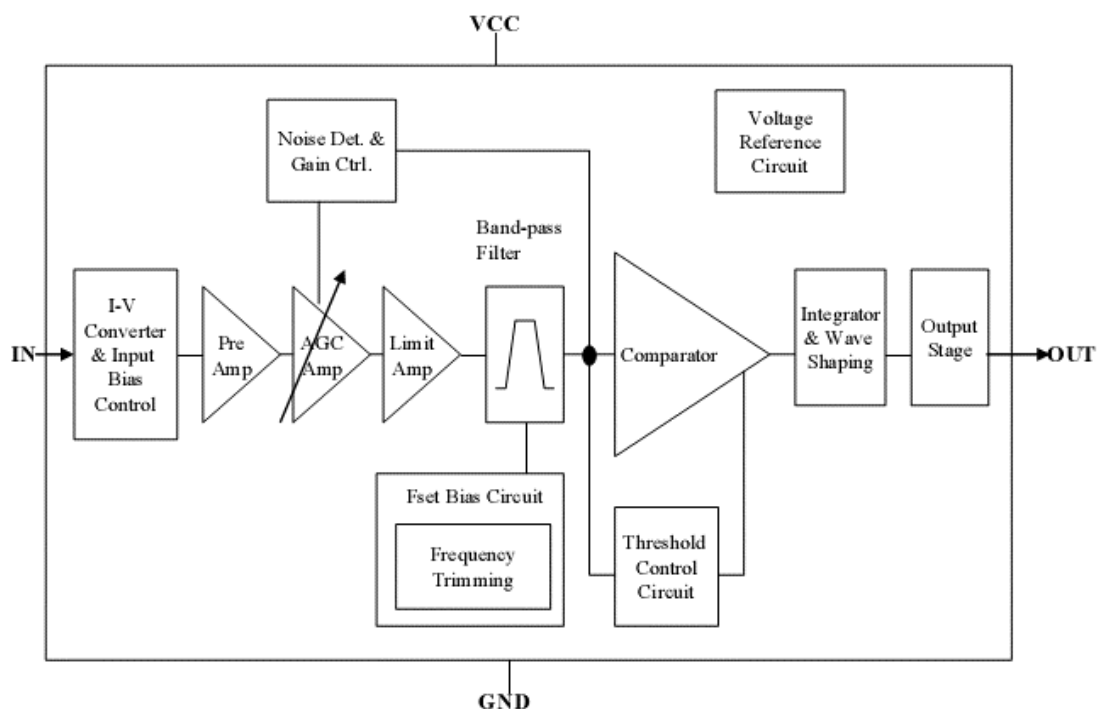 VCC
Noise Det. &
Gain Ctrl.
Voltage
Reference
Circuit
Band-pass
Filter
IN
I-V
Converter
& Input
Bias
Control
Pre
Amp
AGC
Amp
Limit
Amp
Comparator
Integrator
& Wave
Shaping
Output
Stage
OUT
Fset Bias Circuit
Frequency
Trimming
Threshold
Control
Circuit
GND